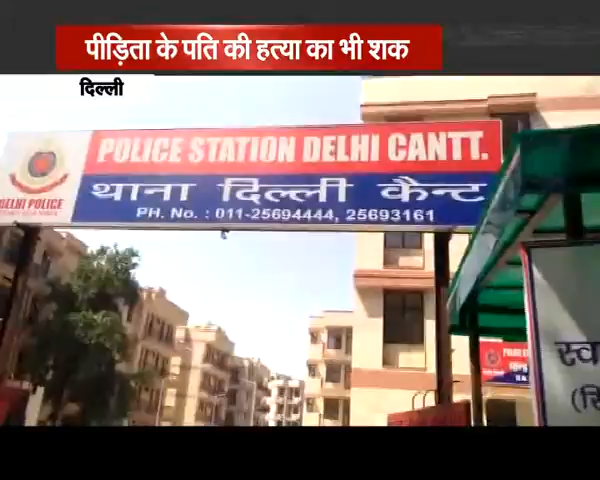 पीड़िता के पति की हत्या का भी शक
दिल्ली
POLICE STATION DELHI CANTT.
थाना दिल्ली कैन्ट
PH. No. : 011-25694444, 25693161
DELHI POLICE
स्व